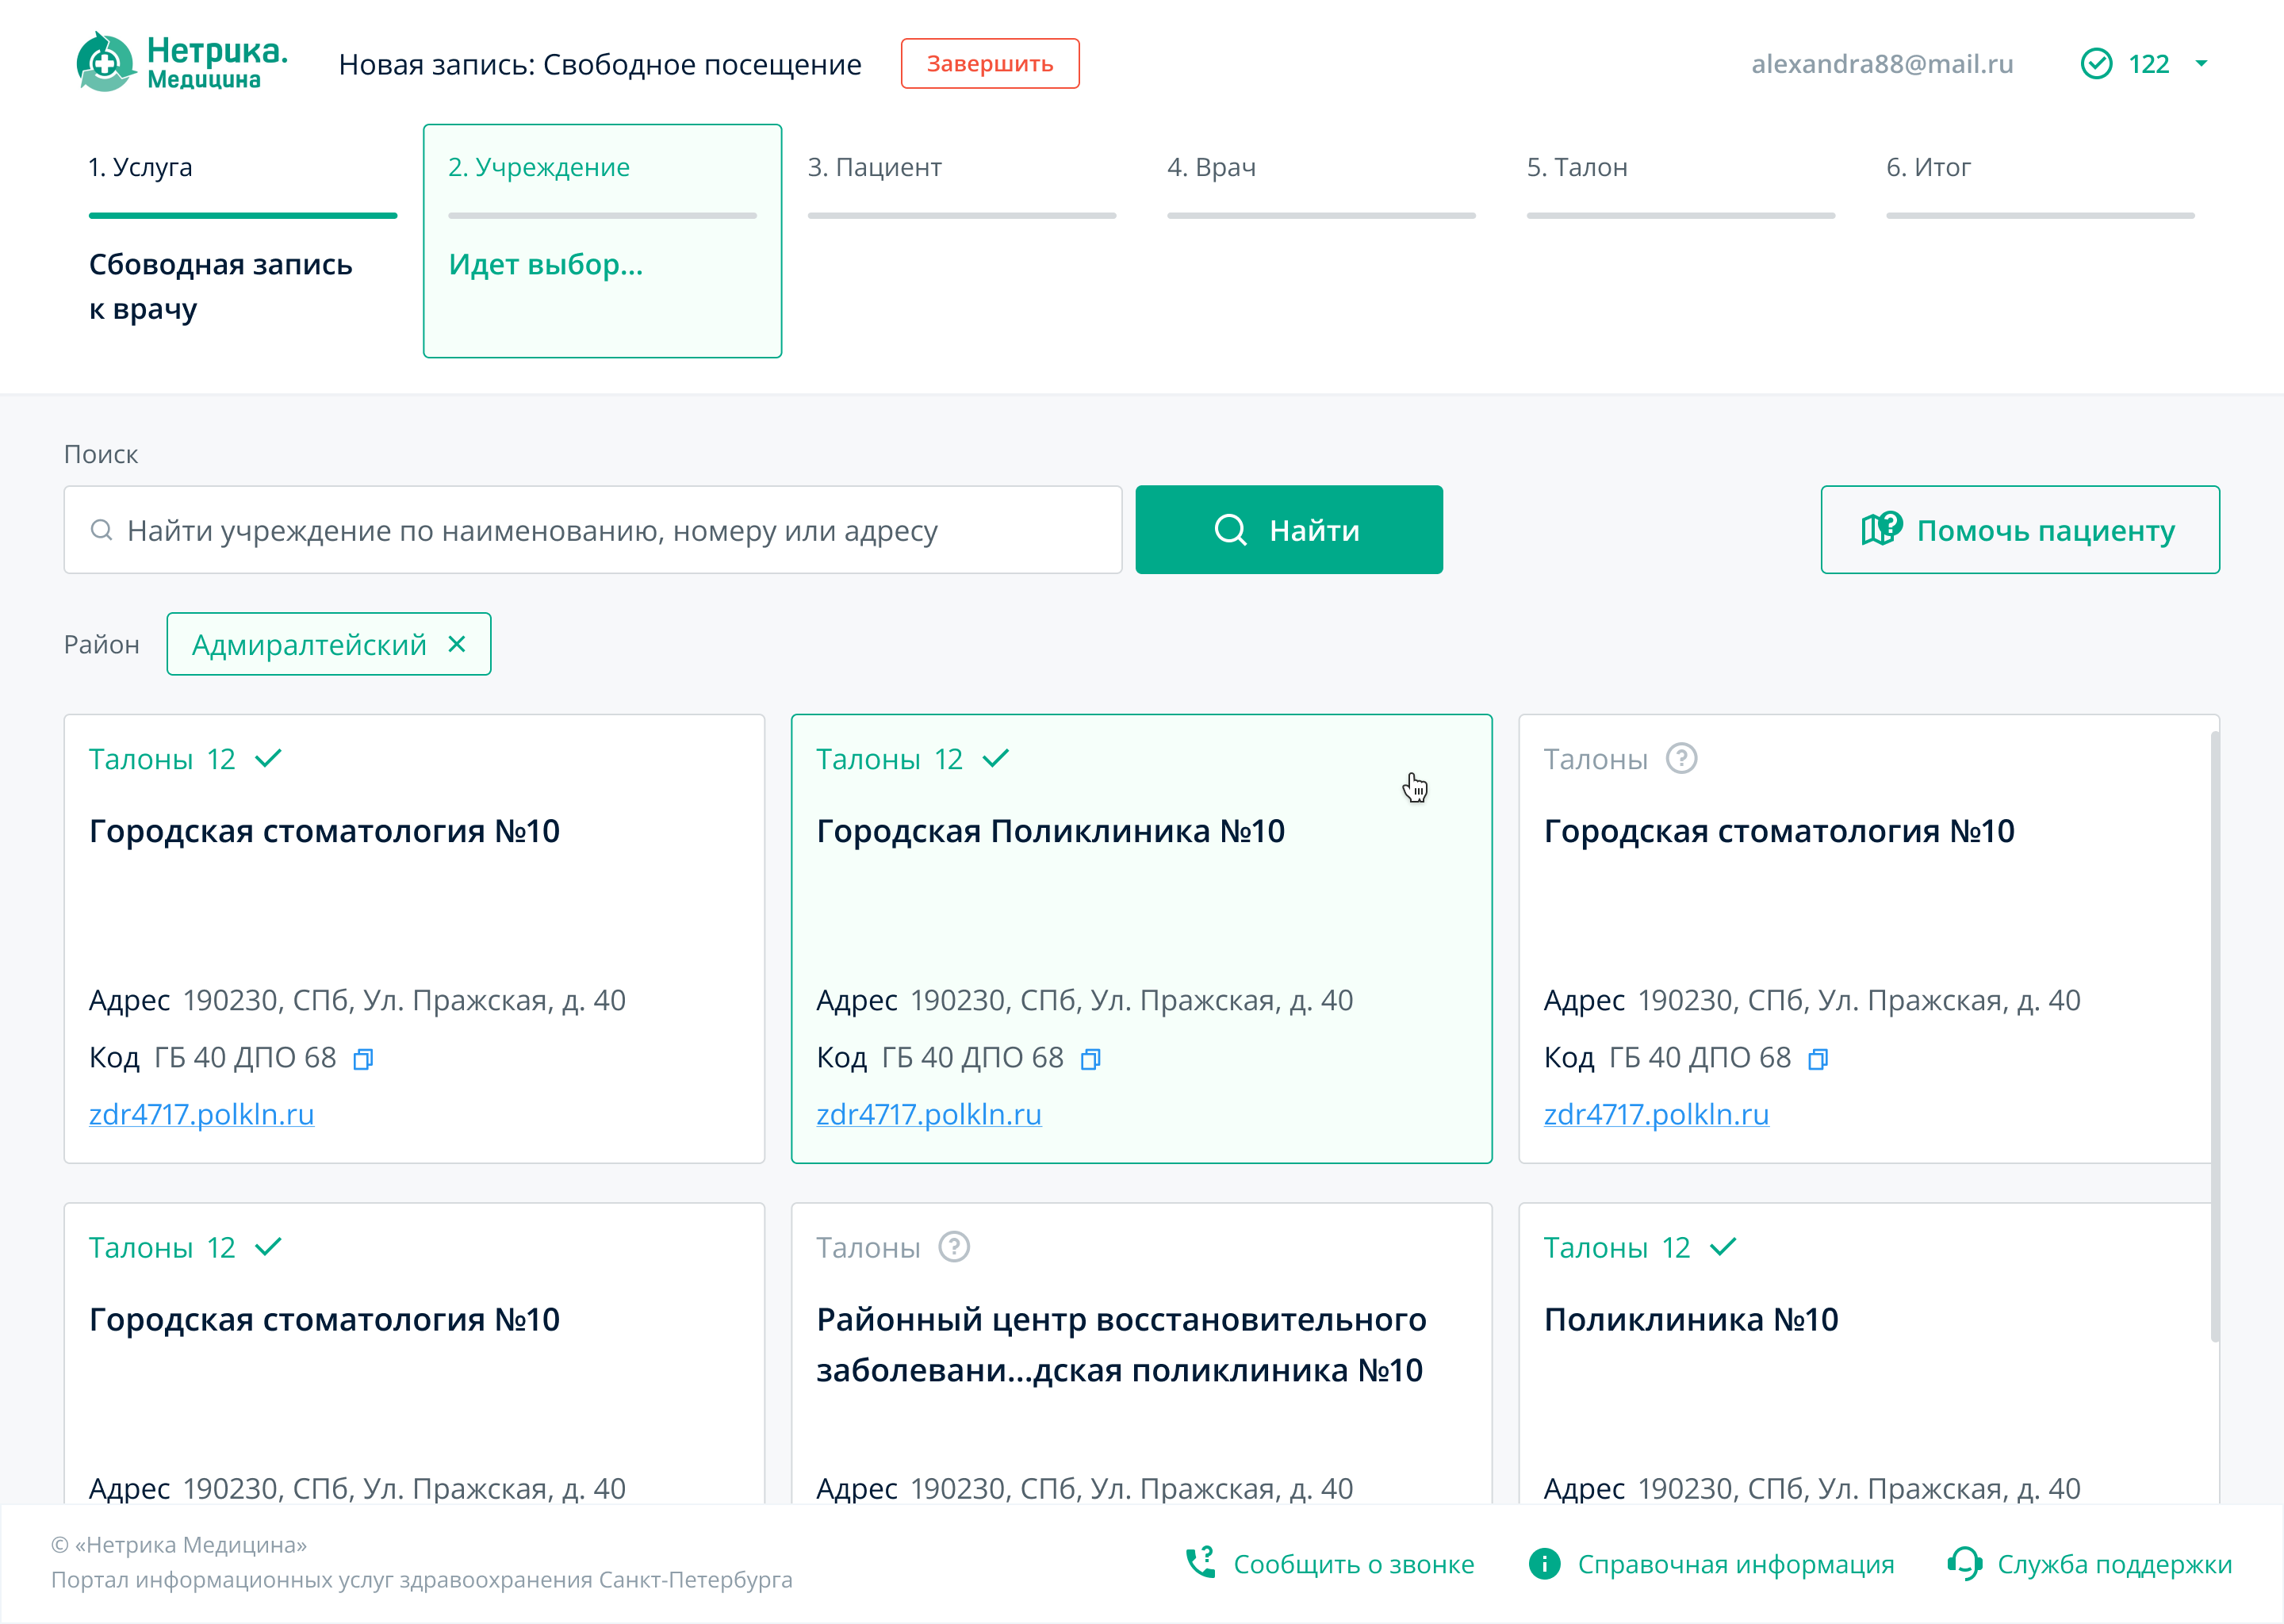 Нетрика.
Медицина
Новая запись: Свободное посещение
Завершить
alexandra88@mail.ru
122
1. Услуга
2. Учреждение
3. Пациент
4. Врач
5. Талон
6. Итог
Сбоводная запись
к врачу
Идет выбор...
Поиск
Найти учреждение по наименованию, номеру или адресу
Найти
Помочь пациенту
Район
Адмиралтейский
Талоны 12
Городская стоматология №10
Адрес 190230, СПб, Ул. Пражская, д. 40
Код ГБ 40 ДПО 68
zdr4717.polkln.ru
Талоны 12
Городская Поликлиника №10
Адрес 190230, СПб, Ул. Пражская, д. 40
Код ГБ 40 ДПО 68
zdr4717.polkln.ru
Талоны ?
Городская стоматология №10
Адрес 190230, СПб, Ул. Пражская, д. 40
Код ГБ 40 ДПО 68
zdr4717.polkln.ru
Талоны 12
Городская стоматология №10
Адрес 190230, СПб, Ул. Пражская, д. 40
Талоны ?
Районный центр восстановительного
заболевани...дская поликлиника №10
Адрес 190230, СПб, Ул. Пражская, д. 40
Талоны 12
Поликлиника №10
Адрес 190230, СПб, Ул. Пражская, д. 40
© «Нетрика Медицина»
Портал информационных услуг здравоохранения Санкт-Петербурга
Сообщить о звонке
Справочная информация
Служба поддержки